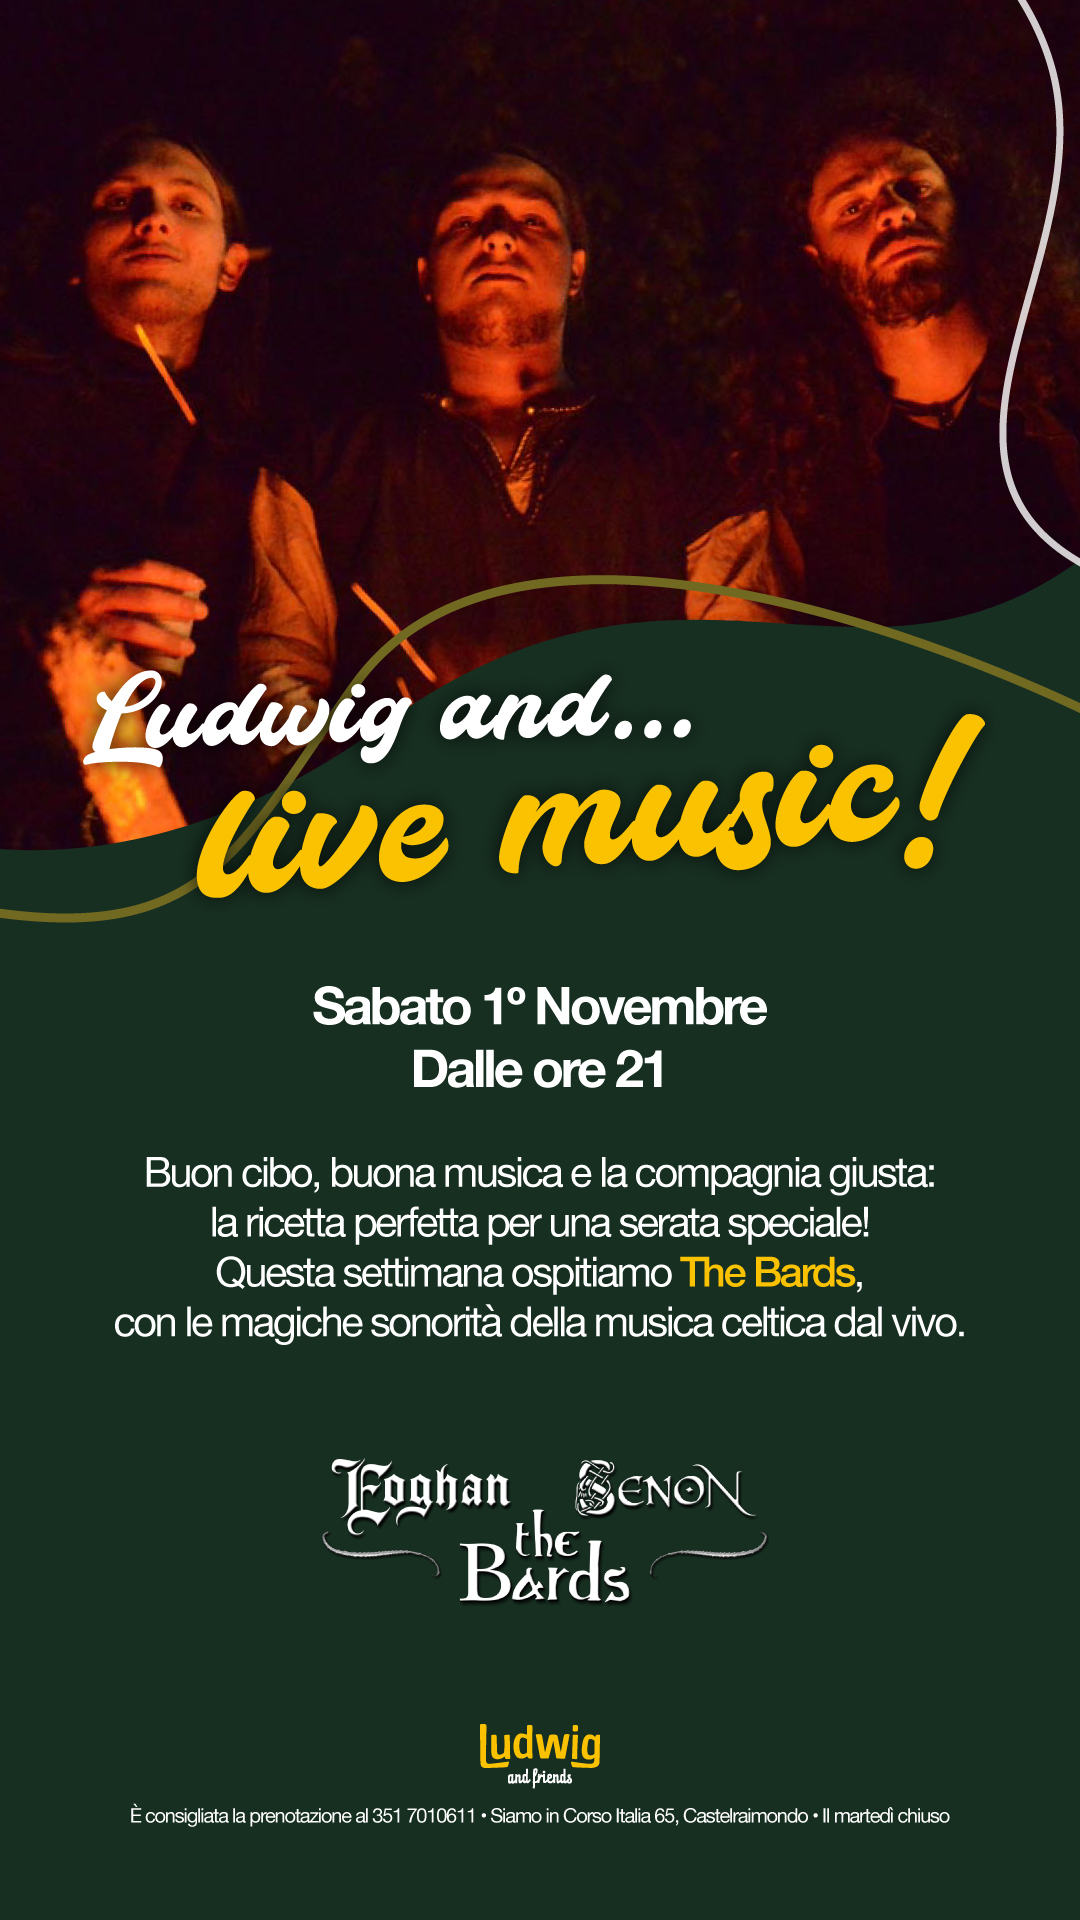 Ludwig and...
live music!
Sabato 1º Novembre
Dalle ore 21
Buon cibo, buona musica e la compagnia giusta:
la ricetta perfetta per una serata speciale!
Questa settimana ospitiamo The Bards,
con le magiche sonorità della musica celtica dal vivo.
Eoghan Zenon
the
Bards
Ludwig
and friends
È consigliata la prenotazione al 351 7010611 • Siamo in Corso Italia 65, Castelraimondo • Il martedì chiuso